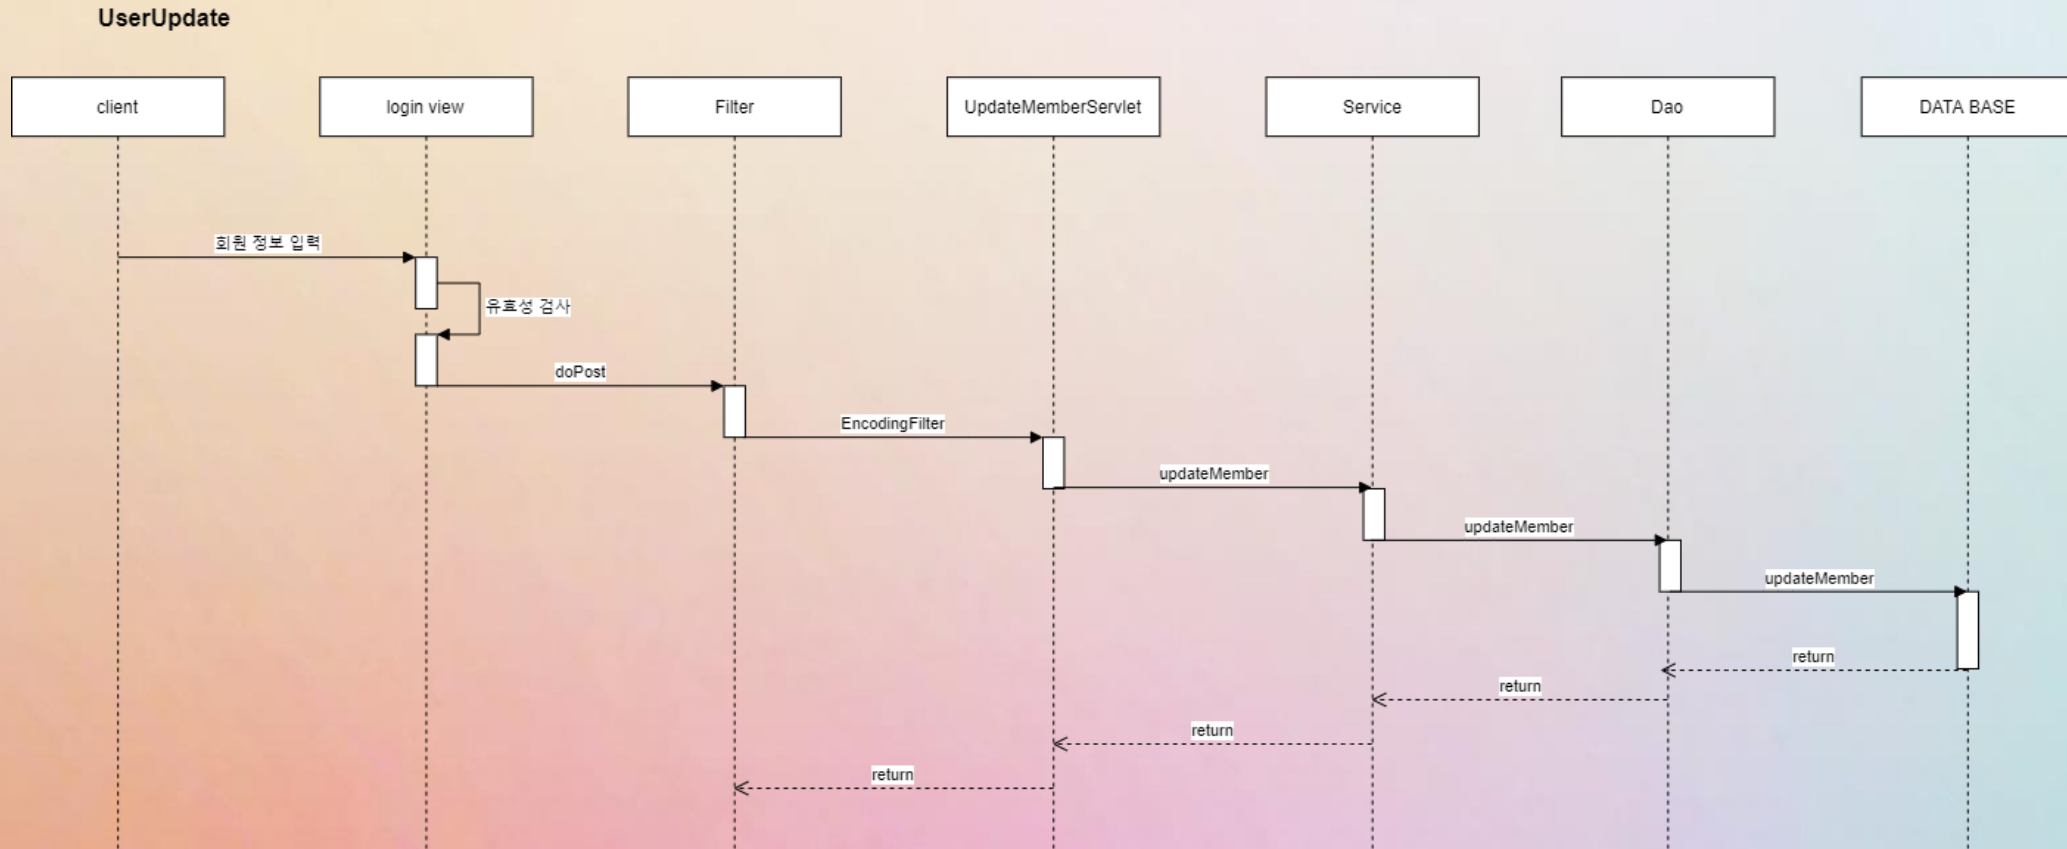 UserUpdate
client
login view
Filter
UpdateMemberServlet
Service
Dao
DATA BASE
회원 정보 입력
유효성 검사
doPost
EncodingFilter
updateMember
updateMember
updateMember
return
return
return
return